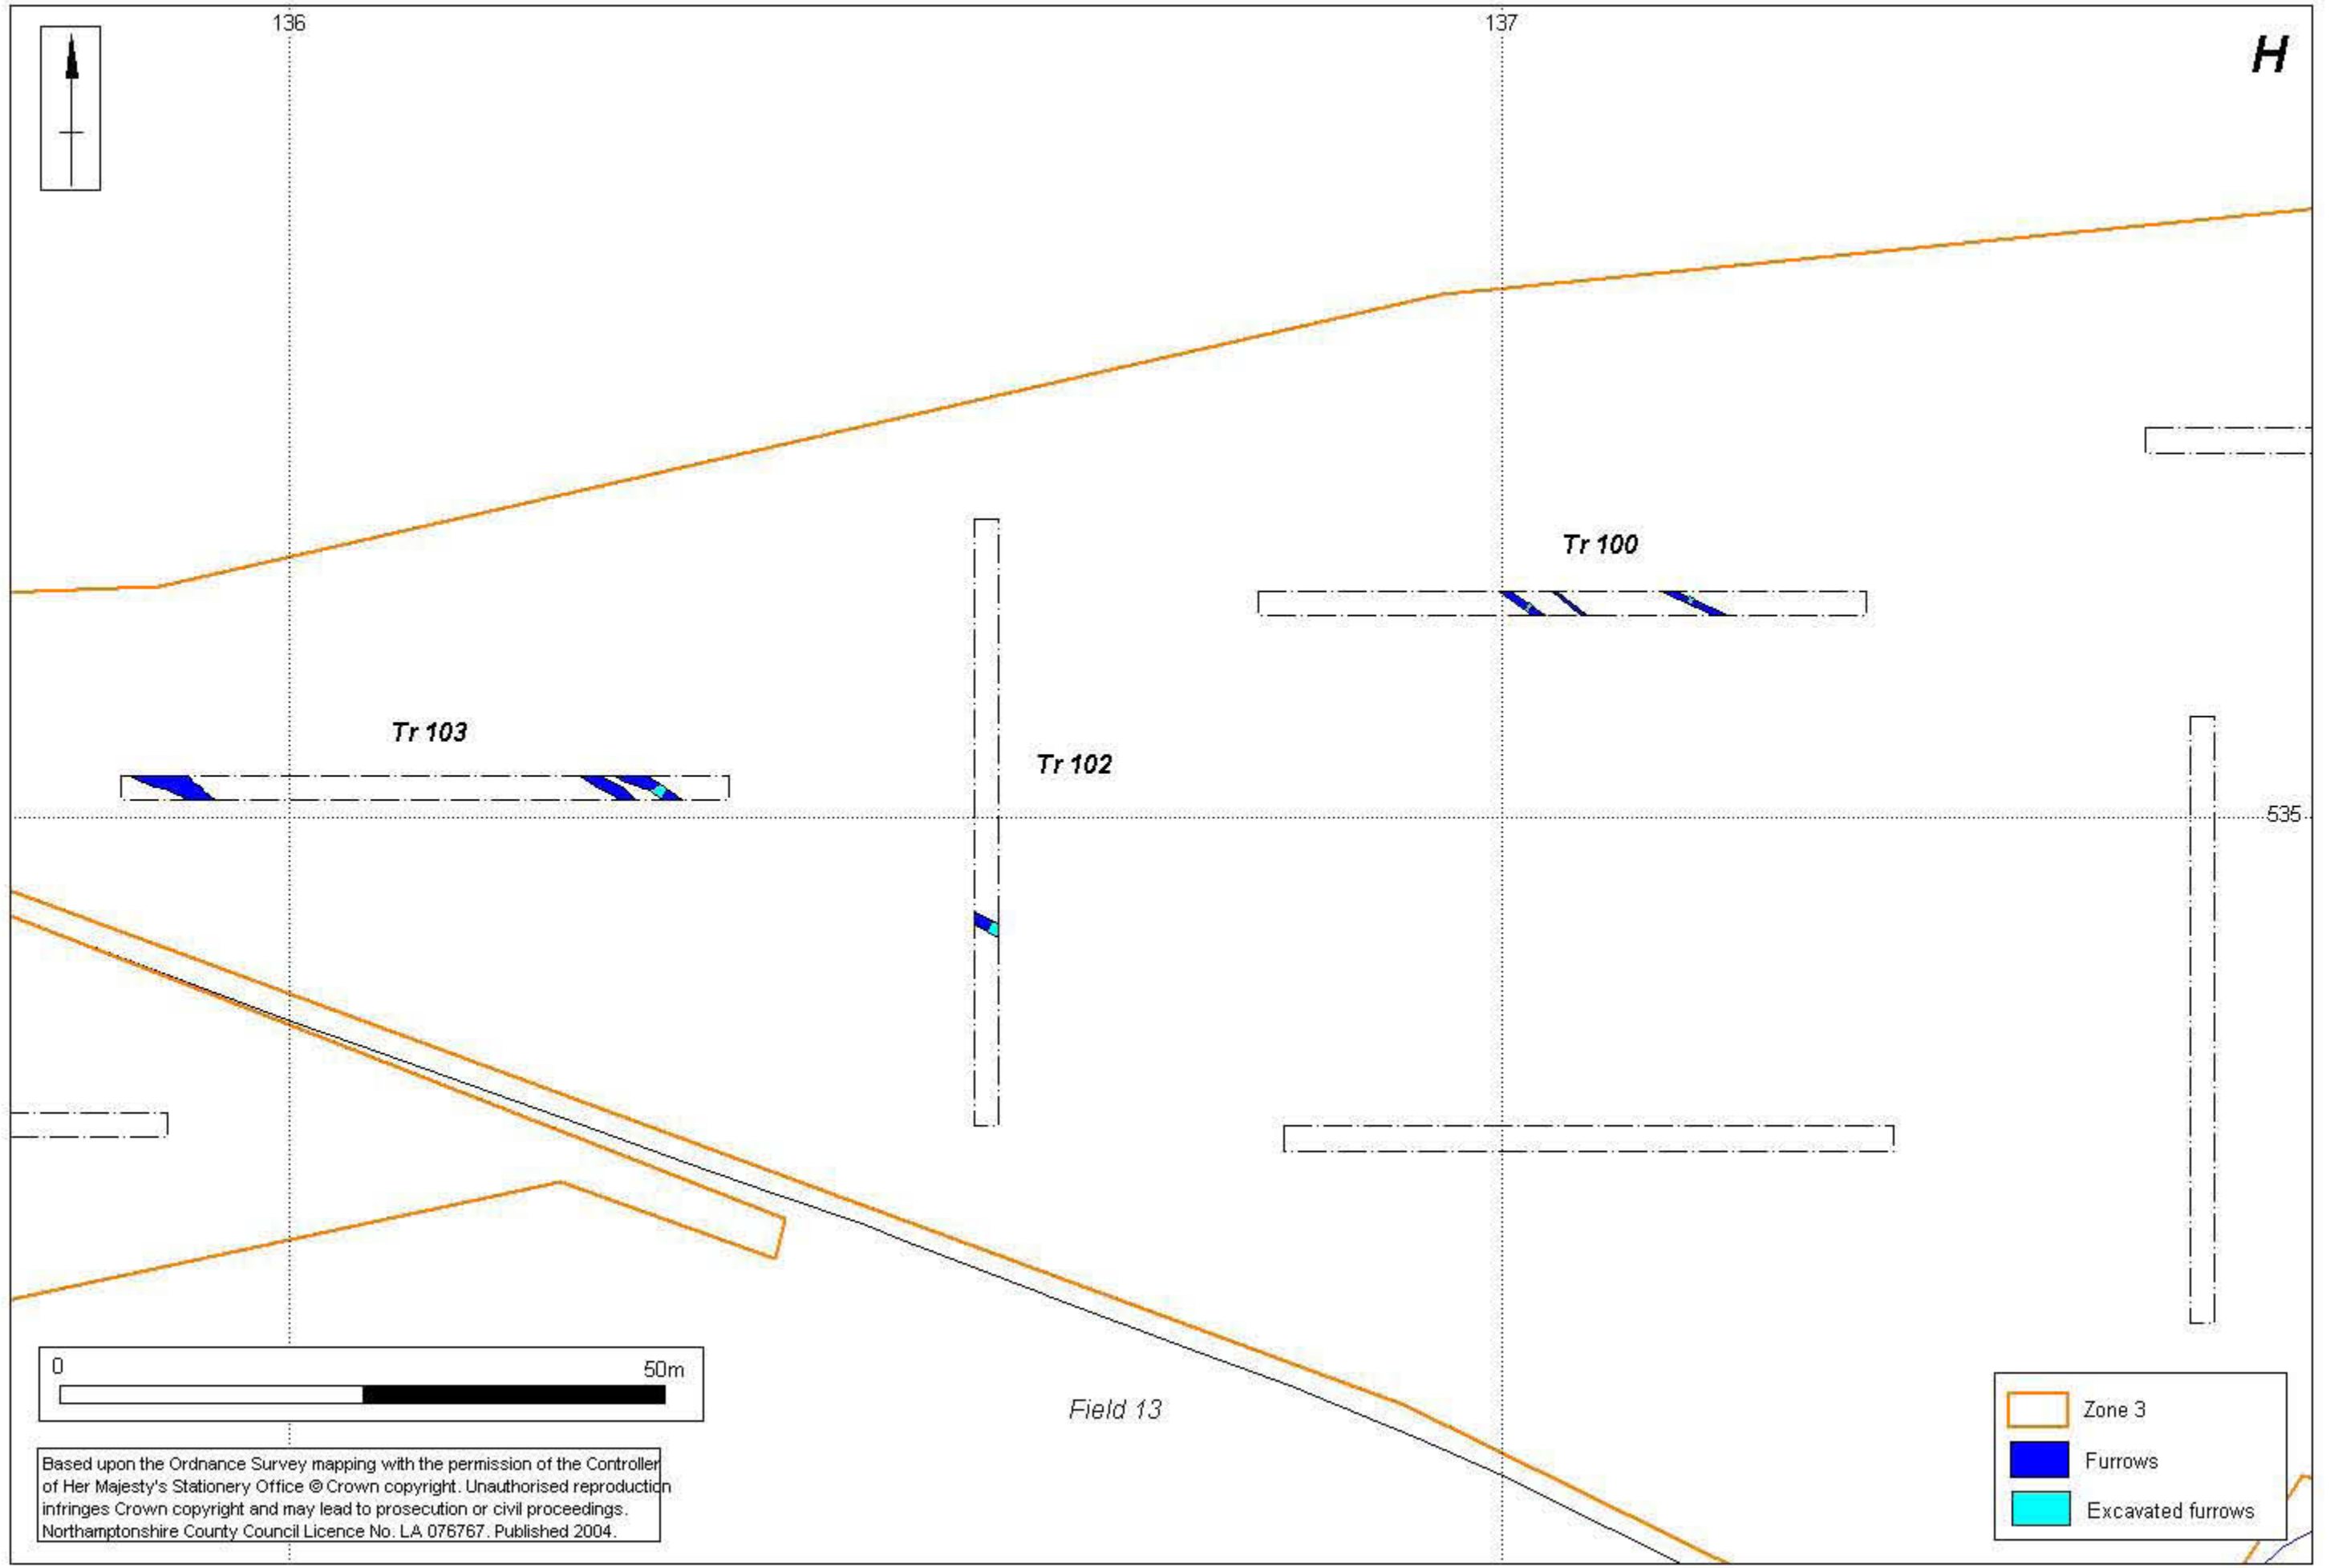 136
137
H
Tr 100
Tr 103
Tr 102
535
0
50m
Field 13
Zone 3
Furrows
Excavated furrows
Based upon the Ordnance Survey mapping with the permission of the Controller
of Her Majesty's Stationery Office © Crown copyright. Unauthorised reproduction
infringes Crown copyright and may lead to prosecution or civil proceedings.
Northamptonshire County Council Licence No. LA 076767. Published 2004.